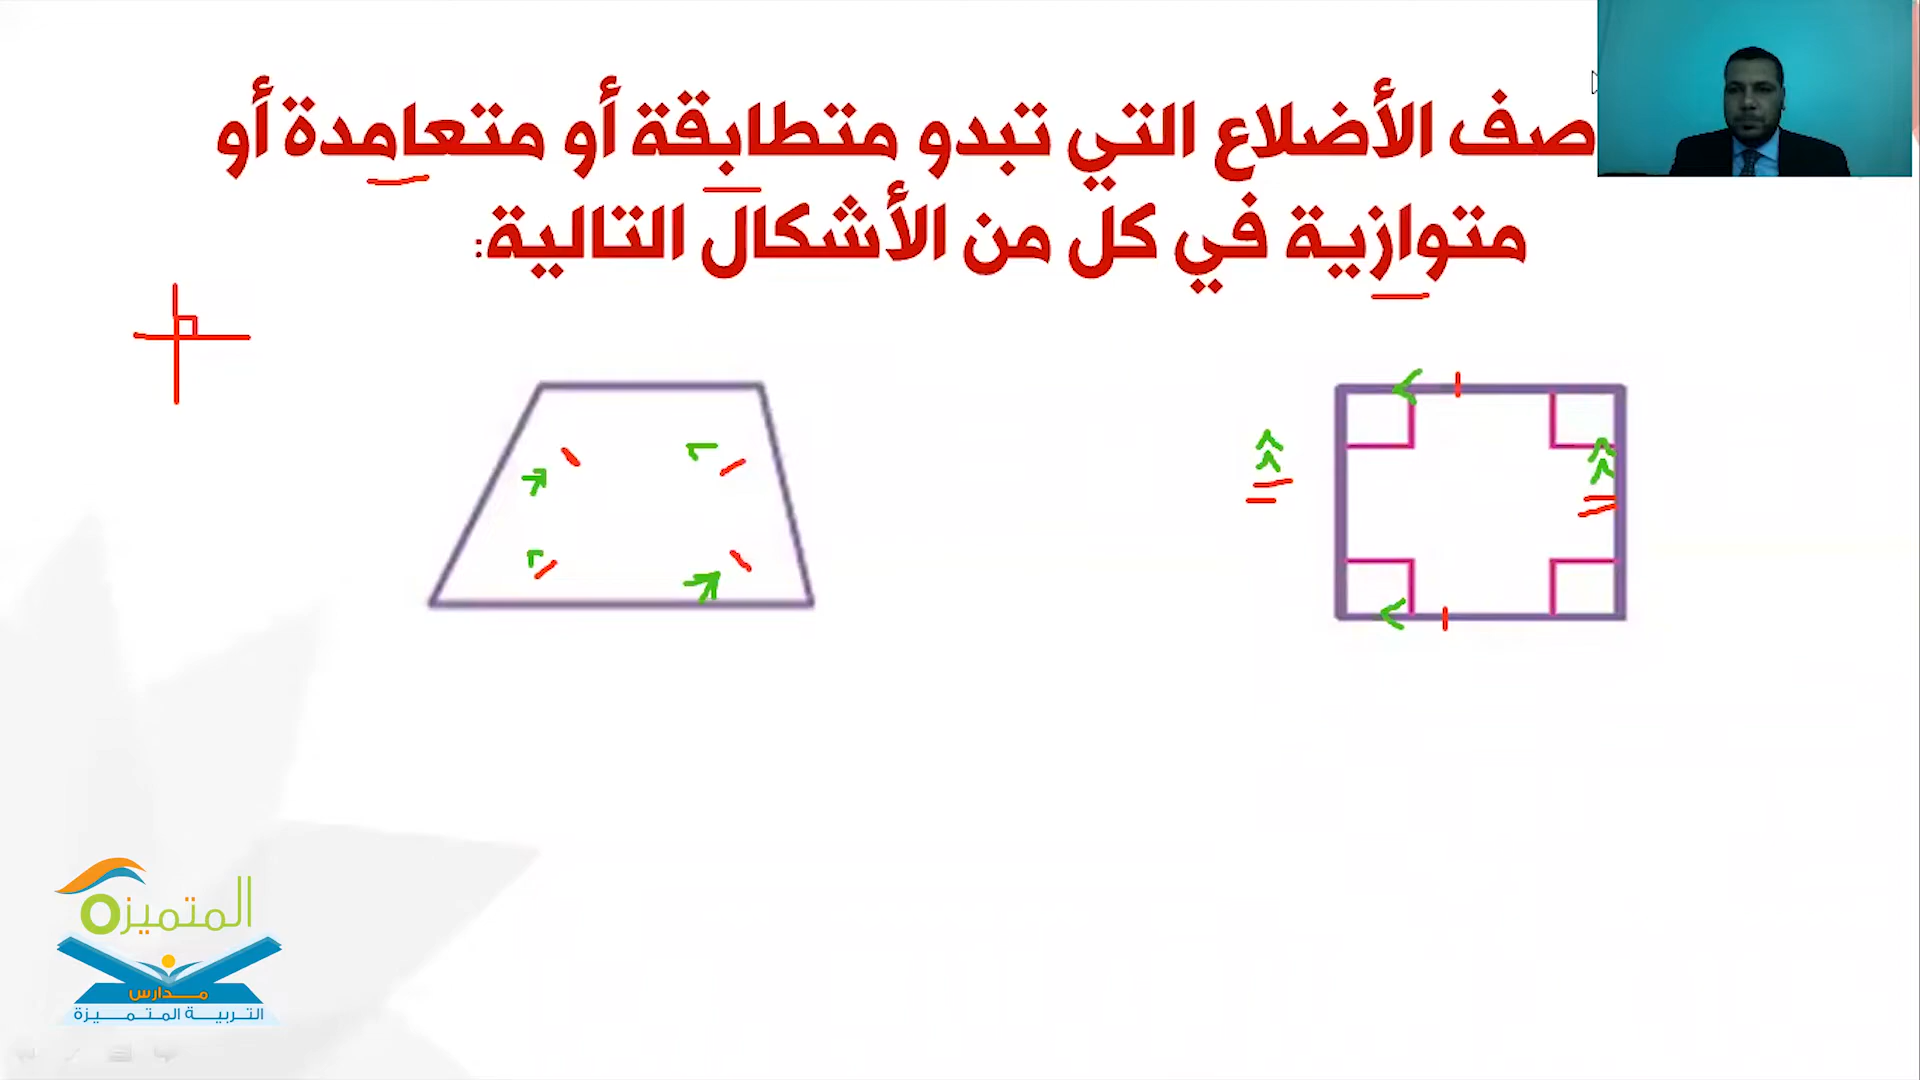 صف الأضلاع التي تبدو متطابقة أو متعامدة أو
متوازية في كل من الأشكال التالية:
المتميزة
مدارس
التربية المتميزة